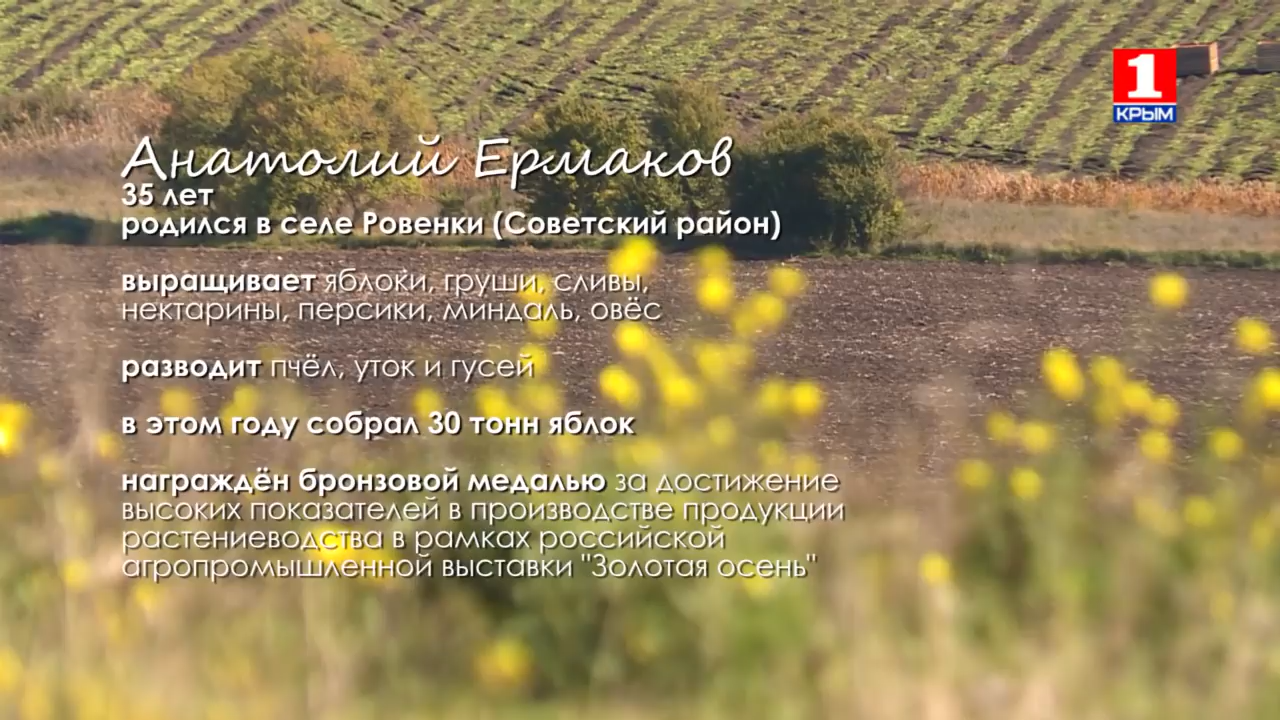 1
КРЫМ
Анатолий Ермаков
35 лет
родился в селе Ровенки (Советский район)
выращивает яблоки, груши, сливы,
нектарины, персики, миндаль, овёс
разводит пчёл, уток и гусей
в этом году собрал 30 тонн яблок
награждён бронзовой медалью за достижение
высоких показателей в производстве продукции
растениеводства в рамках российской
агропромышленной выставки "Золотая осень"